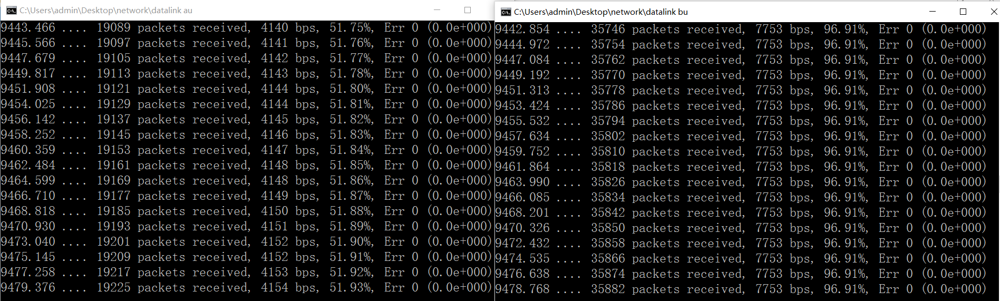 C:\Users\admin\Desktop\network\datalink au
9443.466 .... 19089 packets received, 4140 bps, 51.75%, Err 0 (0.0e+000)
9445.566 .... 19097 packets received, 4141 bps, 51.76%, Err 0 (0.0e+000)
9447.679 .... 19105 packets received, 4142 bps, 51.77%, Err 0 (0.0e+000)
9449.817 .... 19113 packets received, 4143 bps, 51.78%, Err 0 (0.0e+000)
9451.908 .... 19121 packets received, 4144 bps, 51.80%, Err 0 (0.0e+000)
9454.025 .... 19129 packets received, 4144 bps, 51.81%, Err 0 (0.0e+000)
9456.142 .... 19137 packets received, 4145 bps, 51.82%, Err 0 (0.0e+000)
9458.252 .... 19145 packets received, 4146 bps, 51.83%, Err 0 (0.0e+000)
9460.359 .... 19153 packets received, 4147 bps, 51.84%, Err 0 (0.0e+000)
9462.484 .... 19161 packets received, 4148 bps, 51.85%, Err 0 (0.0e+000)
9464.599 .... 19169 packets received, 4148 bps, 51.86%, Err 0 (0.0e+000)
9466.710 .... 19177 packets received, 4149 bps, 51.87%, Err 0 (0.0e+000)
9468.818 .... 19185 packets received, 4150 bps, 51.88%, Err 0 (0.0e+000)
9470.930 .... 19193 packets received, 4151 bps, 51.89%, Err 0 (0.0e+000)
9473.040 .... 19201 packets received, 4152 bps, 51.90%, Err 0 (0.0e+000)
9475.145 .... 19209 packets received, 4152 bps, 51.91%, Err 0 (0.0e+000)
9477.258 .... 19217 packets received, 4153 bps, 51.92%, Err 0 (0.0e+000)
9479.376 .... 19225 packets received, 4154 bps, 51.93%, Err 0 (0.0e+000)
C:\Users\admin\Desktop\network\datalink bu
9442.854 .... 35746 packets received, 7753 bps, 96.91%, Err 0 (0.0e+000)
9444.972 .... 35754 packets received, 7753 bps, 96.91%, Err 0 (0.0e+000)
9447.084 .... 35762 packets received, 7753 bps, 96.91%, Err 0 (0.0e+000)
9449.192 .... 35770 packets received, 7753 bps, 96.91%, Err 0 (0.0e+000)
9451.313 .... 35778 packets received, 7753 bps, 96.91%, Err 0 (0.0e+000)
9453.424 .... 35786 packets received, 7753 bps, 96.91%, Err 0 (0.0e+000)
9455.532 .... 35794 packets received, 7753 bps, 96.91%, Err 0 (0.0e+000)
9457.634 .... 35802 packets received, 7753 bps, 96.91%, Err 0 (0.0e+000)
9459.752 .... 35810 packets received, 7753 bps, 96.91%, Err 0 (0.0e+000)
9461.864 .... 35818 packets received, 7753 bps, 96.91%, Err 0 (0.0e+000)
9463.990 .... 35826 packets received, 7753 bps, 96.91%, Err 0 (0.0e+000)
9466.085 .... 35834 packets received, 7753 bps, 96.91%, Err 0 (0.0e+000)
9468.201 .... 35842 packets received, 7753 bps, 96.91%, Err 0 (0.0e+000)
9470.326 .... 35850 packets received, 7753 bps, 96.91%, Err 0 (0.0e+000)
9472.432 .... 35858 packets received, 7753 bps, 96.91%, Err 0 (0.0e+000)
9474.535 .... 35866 packets received, 7753 bps, 96.91%, Err 0 (0.0e+000)
9476.638 .... 35874 packets received, 7753 bps, 96.91%, Err 0 (0.0e+000)
9478.768 .... 35882 packets received, 7753 bps, 96.91%, Err 0 (0.0e+000)